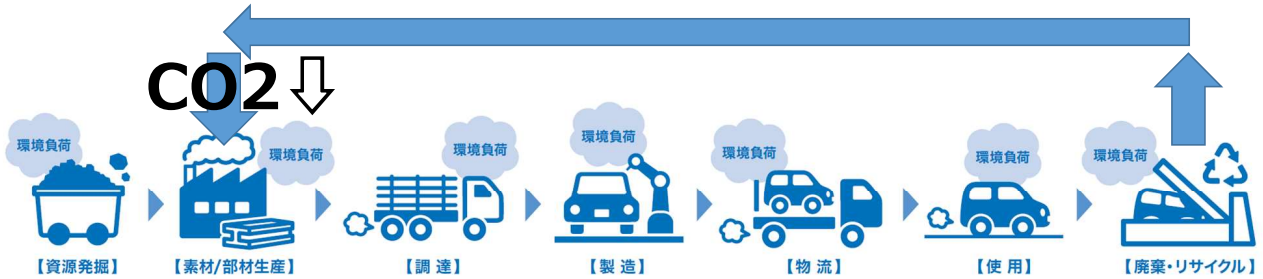 CO2
環境負荷
環境負荷
環境負荷
環境負荷
環境負荷
環境負荷
環境負荷
【資源発掘】
【素材/部材生産】
【調 達】
【製 造】
【物 流】
【使 用】
【廃棄・リサイクル】